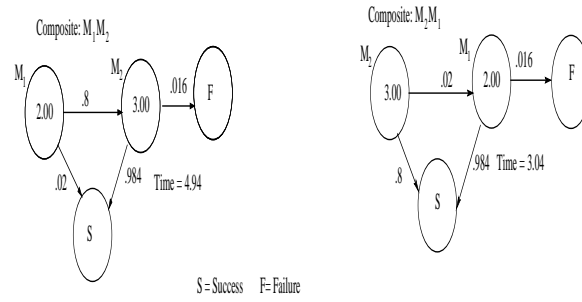 Composite: M1M2
M1
2.00
.8
M2
3.00
.016
F
.02
.984
Time = 4.94
S
Composite: M2M1
M2
3.00
.02
M1
2.00
.016
F
.8
.984
Time = 3.04
S
S = Success F= Failure